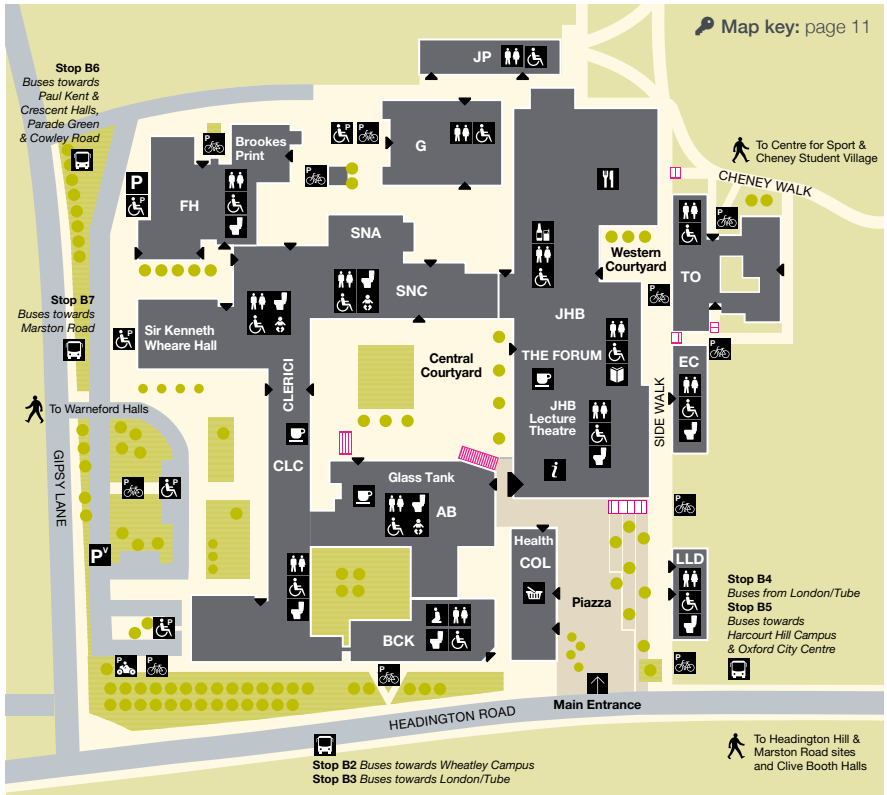 Map key: page 11
Stop B6
Buses towards
Paul Kent &
Crescent Halls,
Parade Green
& Cowley Road
JP
P
P
P
Brookes
Print
G
P
P
P
FH
To Centre for Sport &
Cheney Student Village
CHENEY WALK
P
SNA
SNC
Western
Courtyard
TO
P
JHB
Stop B7
Buses towards
Marston Road
P
Sir Kenneth
Wheare Hall
CLERICI
Central
Courtyard
THE FORUM
P
EC
SIDE WALK
JHB
Lecture
Theatre
To Warneford Halls
GIPSY LANE
CLC
i
Glass Tank
AB
P
P
P
PV
Health
COL
LLD
Piazza
Stop B4
Buses from London/Tube
Stop B5
Buses towards
Harcourt Hill Campus
& Oxford City Centre
P
BCK
P
P
P
P
Main Entrance
HEADINGTON ROAD
To Headington Hill &
Marston Road sites
and Clive Booth Halls
Stop B2 Buses towards Wheatley Campus
Stop B3 Buses towards London/Tube